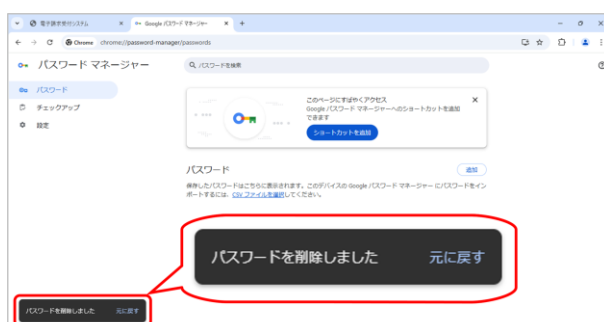 電子請求受付システム
Google パスワード マネージャー
Chrome
chrome://password-manager/passwords
パスワード マネージャー
パスワードを検索
パスワード
チェックアップ
設定
このページにすばやくアクセス
Google パスワード マネージャーへのショートカットを追加
できます
ショートカットを追加
パスワード
追加
保存したパスワードはこちらに表示されます。このデバイスの Google パスワード マネージャー にパスワードをイン
ポートするには、CSV ファイルを選択してください。
パスワードを削除しました 元に戻す
パスワードを削除しました 元に戻す